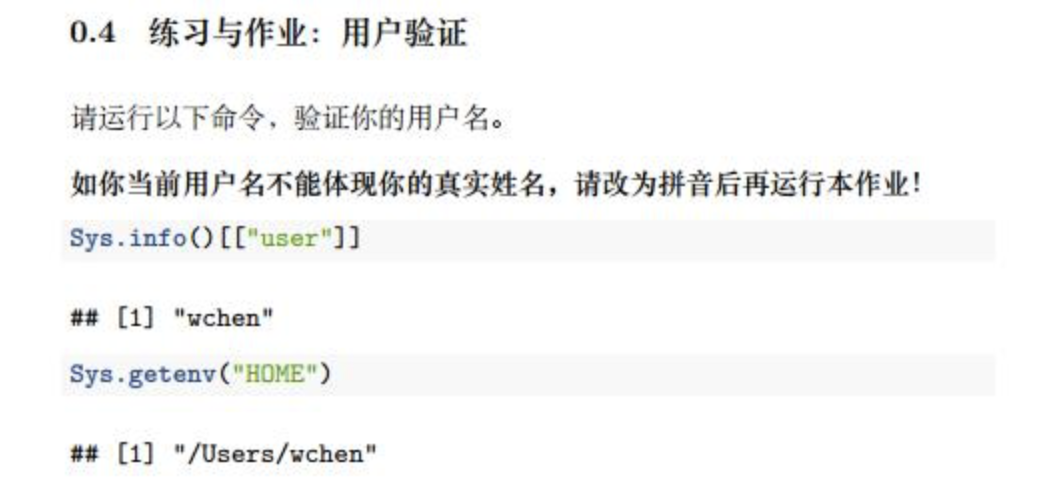 0.4 练习与作业：用户验证
请运行以下命令，验证你的用户名。
如你当前用户名不能体现你的真实姓名，请改为拼音后再运行本作业！
Sys.info()[["user"]]
## [1] "wchen"
Sys.getenv("HOME")
## [1] "/Users/wchen"